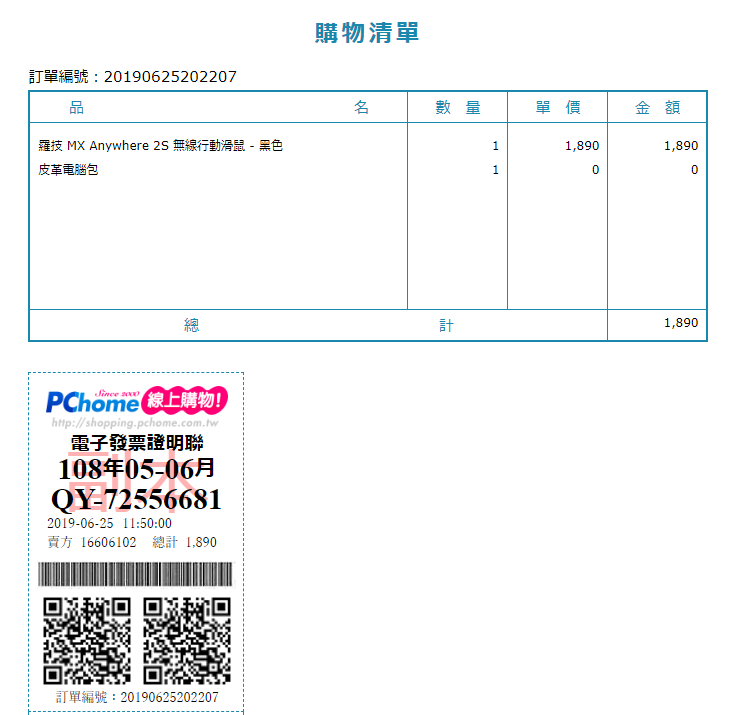 購物清單
訂單編號：20190625202207
品 名 數 量 單 價 金 額
羅技 MX Anywhere 2S 無線行動滑鼠 - 黑色 1 1,890 1,890
皮革電腦包 1 0 0
總 計 1,890
Since 2000
PChome 線上購物!
http://shopping.pchome.com.tw
電子發票證明聯
副本
108年05-06月
QY-72556681
2019-06-25 11:50:00
賣方 16606102 總計 1,890
訂單編號：20190625202207